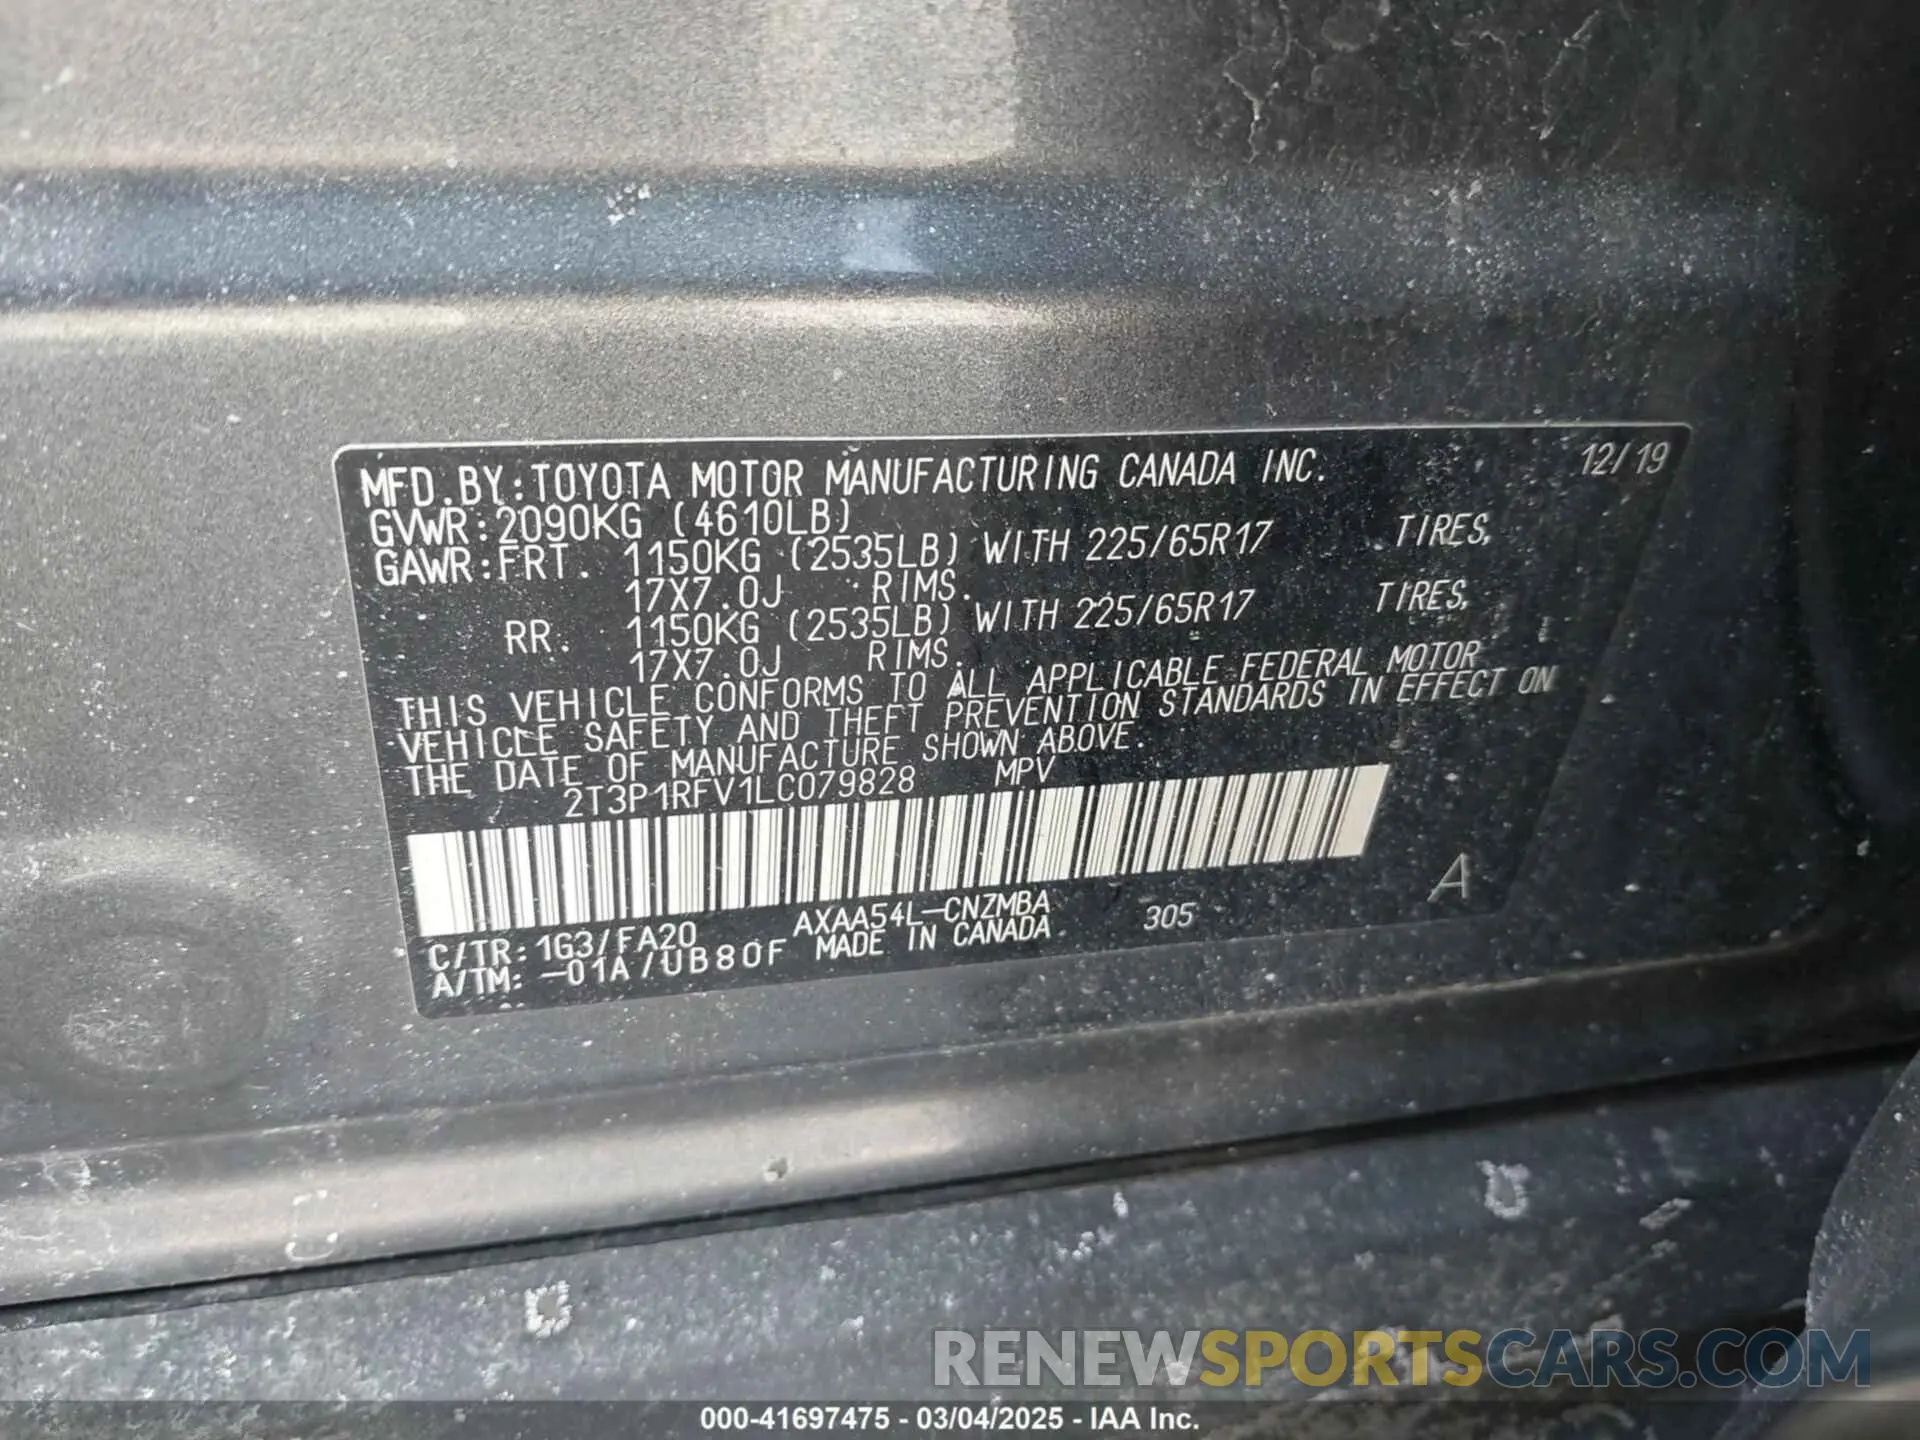 MFD.BY:TOYOTA MOTOR MANUFACTURING CANADA INC. 12/19
GVWR:2090KG (4610LB)
GAWR:FRT. 1150KG (2535LB) WITH 225/65R17 TIRES,
17X7.0J RIMS.
RR. 1150KG (2535LB) WITH 225/65R17 TIRES,
17X7.0J RIMS.
THIS VEHICLE CONFORMS TO ALL APPLICABLE FEDERAL MOTOR
VEHICLE SAFETY AND THEFT PREVENTION STANDARDS IN EFFECT ON
THE DATE OF MANUFACTURE SHOWN ABOVE.
2T3P1RFV1LC079828 MPV
A
C/TR:1G3/FA20 AXAA54L-CNZMBA 305
A/TM: -01A/UB80F MADE IN CANADA.
RENEWSPORTSCARS.COM
000-41697475 - 03/04/2025 - IAA Inc.